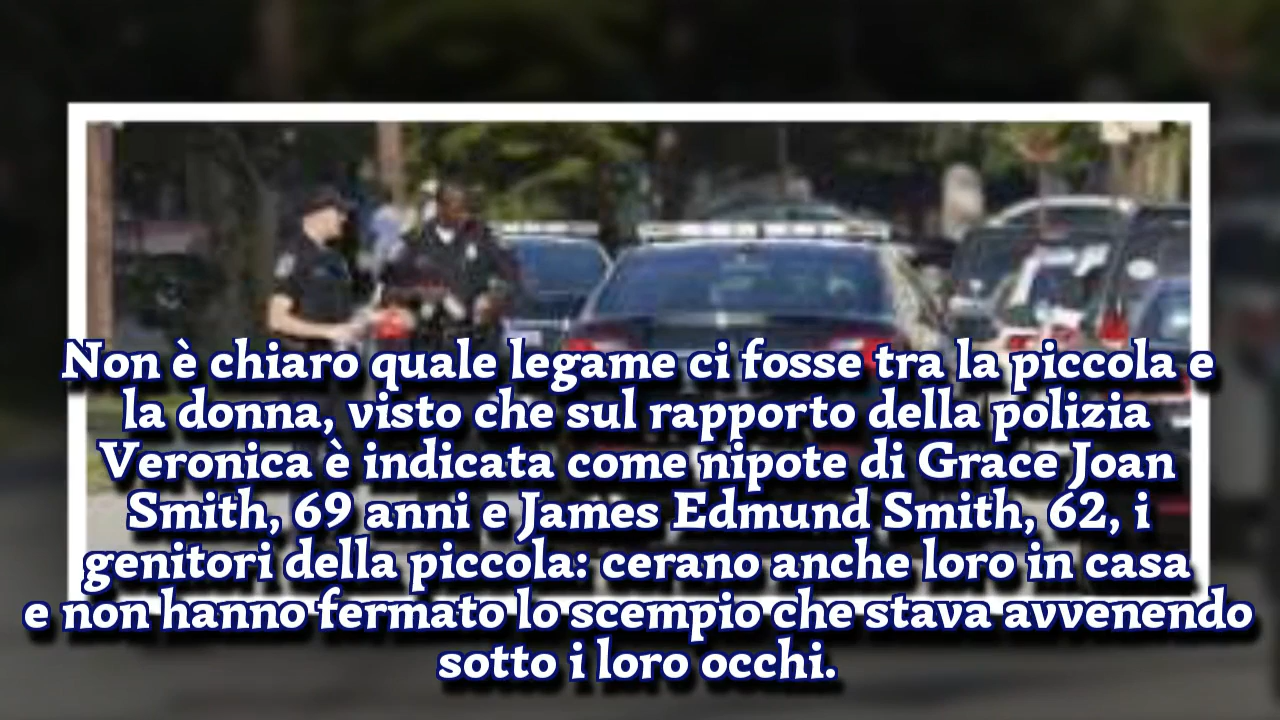 Non è chiaro quale legame ci fosse tra la piccola e
la donna, visto che sul rapporto della polizia
Veronica è indicata come nipote di Grace Joan
Smith, 69 anni e James Edmund Smith, 62, i
genitori della piccola: cerano anche loro in casa
e non hanno fermato lo scempio che stava avvenendo
sotto i loro occhi.